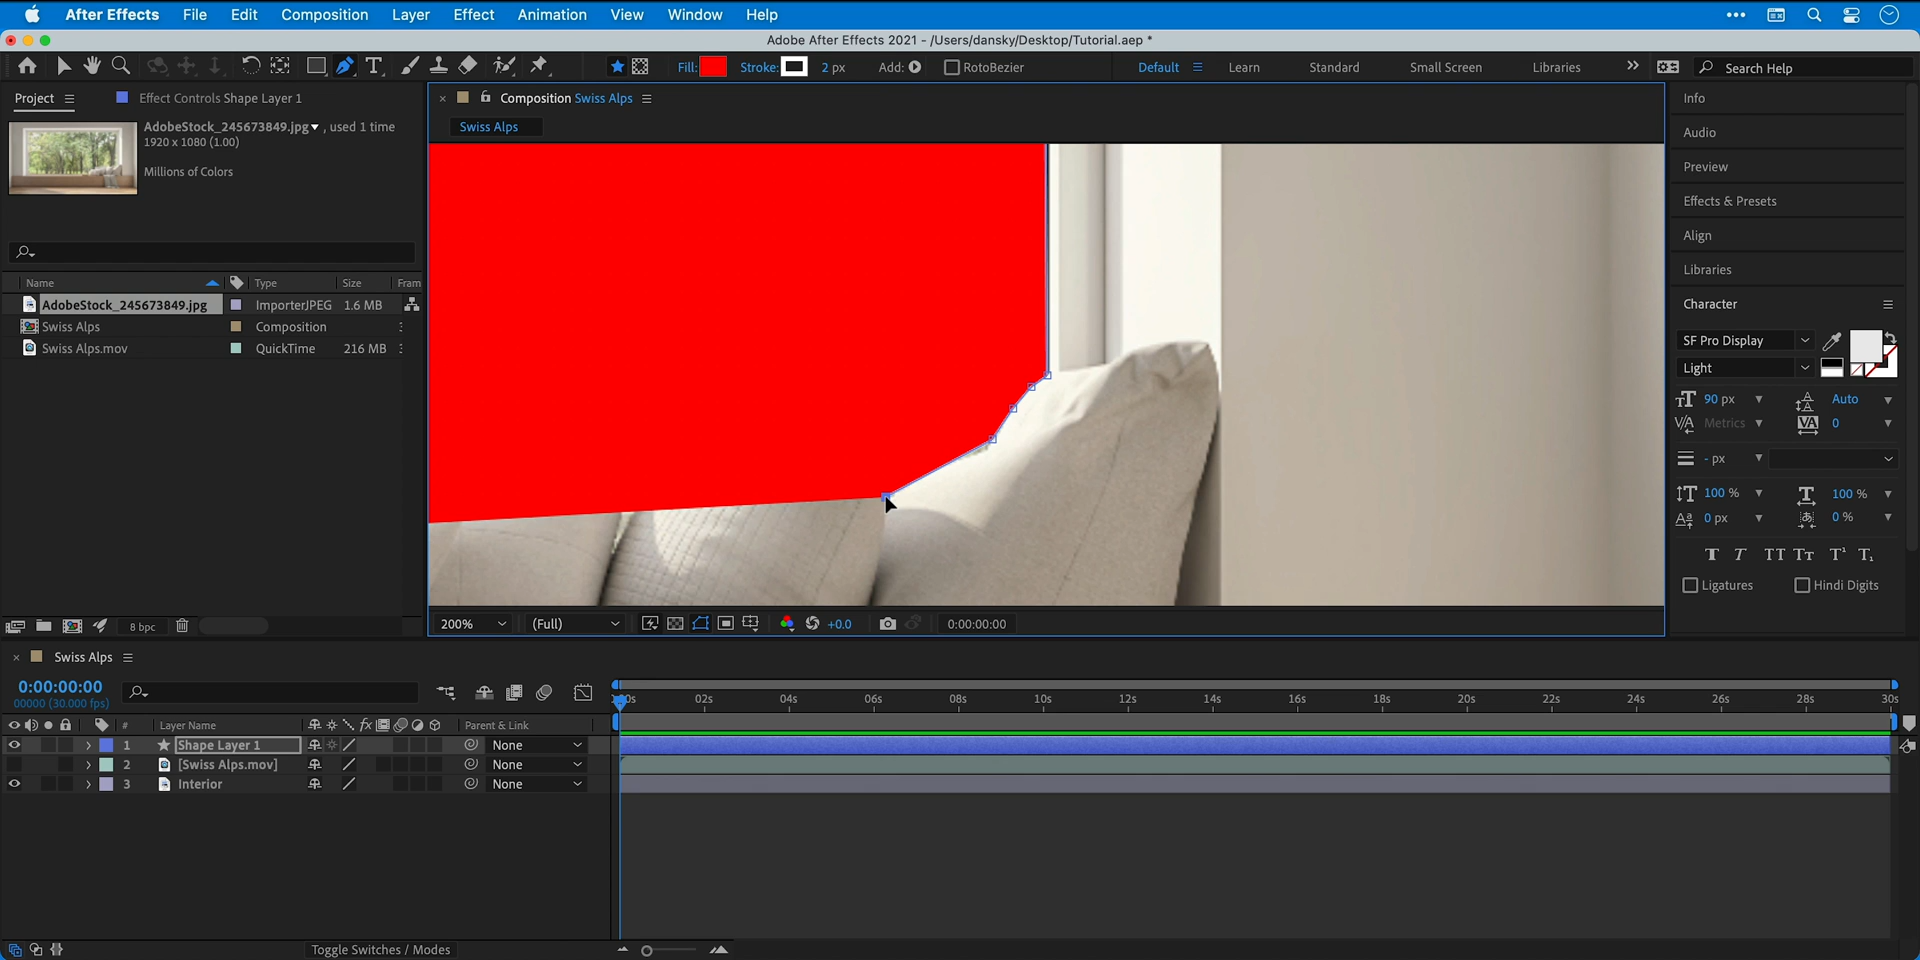 After Effects File Edit Composition Layer Effect Animation View Window Help
Adobe After Effects 2021 - /Users/dansky/Desktop/Tutorial.aep *
Fill: Stroke: 2 px Add: RotoBezier Default Learn Standard Small Screen Libraries Search Help
Project Effect Controls Shape Layer 1
AdobeStock_245673849.jpg , used 1 time
1920 x 1080 (1.00)
Millions of Colors
Name Type Size Fram
AdobeStock_245673849.jpg ImporterJPEG 1.6 MB
Swiss Alps Composition
Swiss Alps.mov QuickTime 216 MB
8 bpc
Composition Swiss Alps
Swiss Alps
200% (Full) +0.0 0:00:00:00
Info
Audio
Preview
Effects & Presets
Align
Libraries
Character
SF Pro Display
Light
90 px Auto
Metrics 0
- px
100 % 100 %
0 px 0 %
T T TT Tт T¹ T₁
Ligatures Hindi Digits
Swiss Alps
0:00:00:00
00000 (30.000 fps)
# Layer Name fx Parent & Link
1 Shape Layer 1 None
2 [Swiss Alps.mov] None
3 Interior None
02s 04s 06s 08s 10s 12s 14s 16s 18s 20s 22s 24s 26s 28s 30s
Toggle Switches / Modes